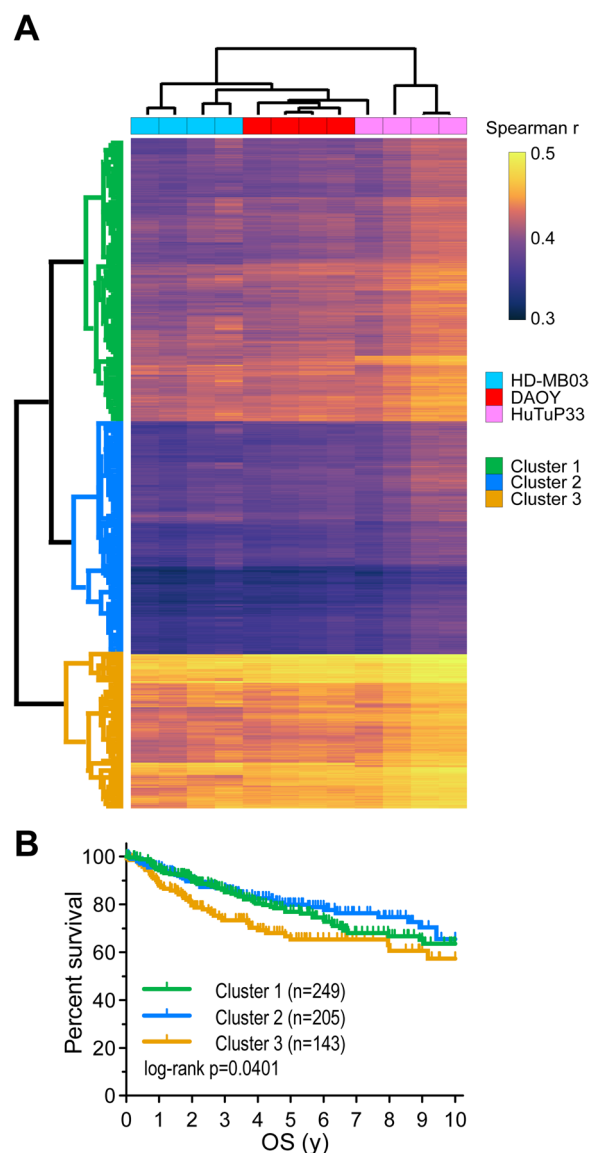 A
Spearman r
0.5
0.4
0.3
HD-MB03
DAOY
HuTuP33
Cluster 1
Cluster 2
Cluster 3
B
Percent survival
100
80
60
40
20
0
Cluster 1 (n=249)
Cluster 2 (n=205)
Cluster 3 (n=143)
log-rank p=0.0401
0 1 2 3 4 5 6 7 8 9 10
OS (y)